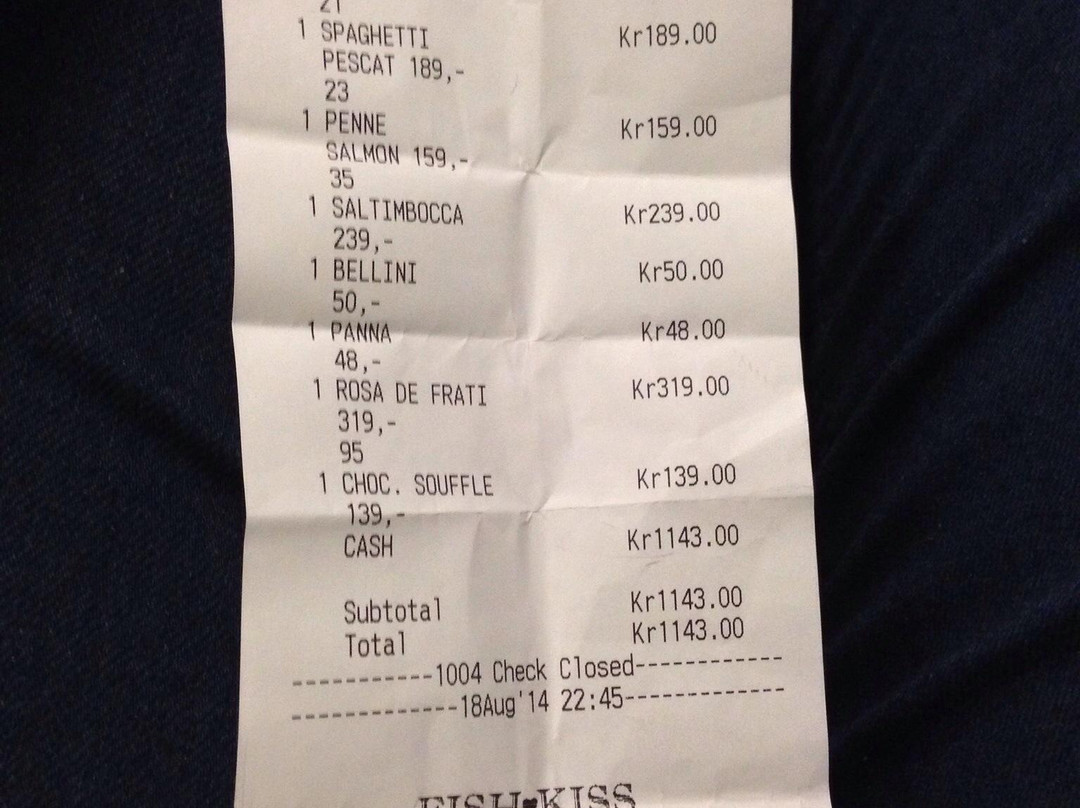 21
1 SPAGHETTI Kr189.00
PESCAT 189,-
23
1 PENNE Kr159.00
SALMON 159,-
35
1 SALTIMBOCCA Kr239.00
239,-
1 BELLINI Kr50.00
50,-
1 PANNA Kr48.00
48,-
1 ROSA DE FRATI Kr319.00
319,-
95
1 CHOC. SOUFFLE Kr139.00
139,-
CASH Kr1143.00
Subtotal Kr1143.00
Total Kr1143.00
-----------1004 Check Closed------------
-------------18Aug'14 22:45-------------
FISH♥KISS